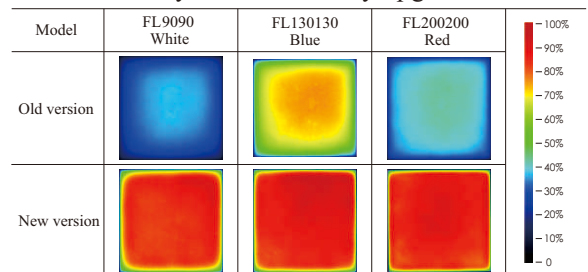 Model
FL9090
White
FL130130
Blue
FL200200
Red
Old version
New version
100%
90%
80%
70%
60%
50%
40%
30%
20%
10%
0